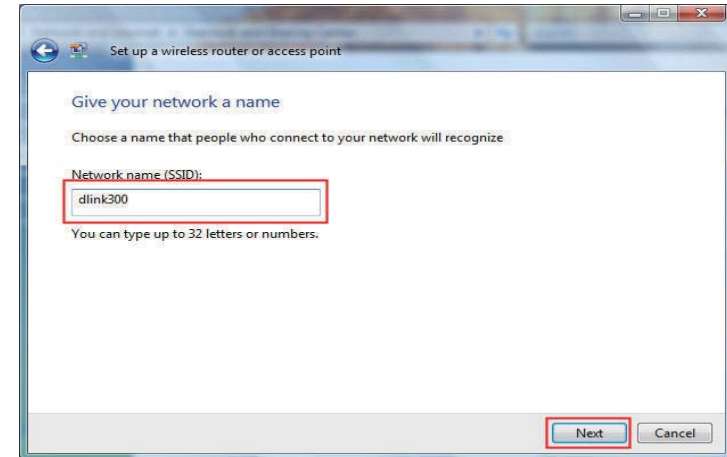 Set up a wireless router or access point
Give your network a name
Choose a name that people who connect to your network will recognize
Network name (SSID):
dlink300
You can type up to 32 letters or numbers.
Next
Cancel